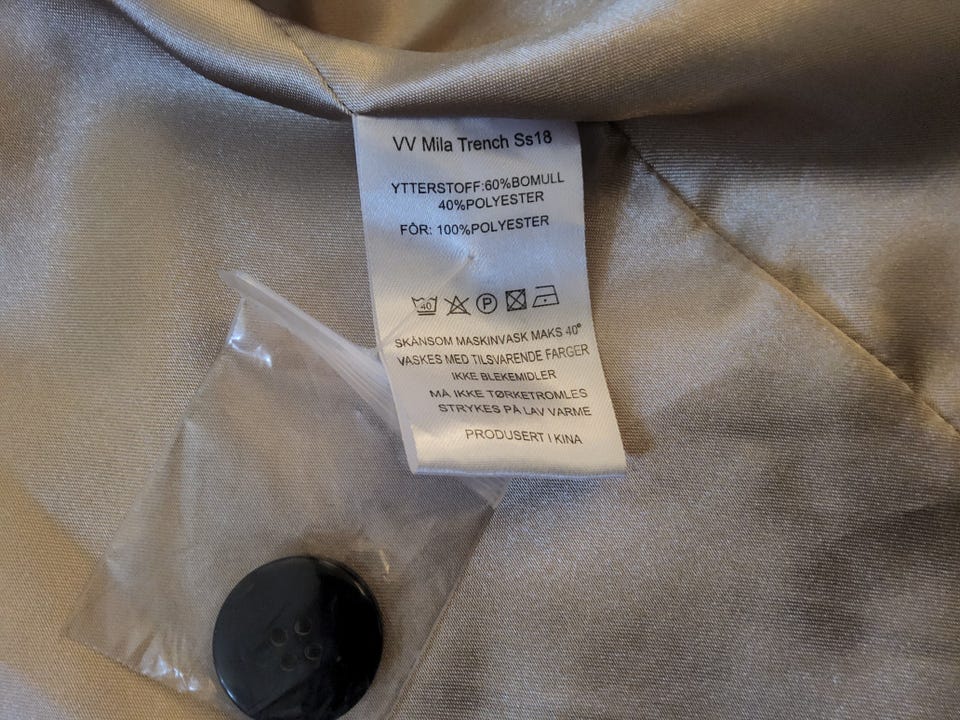 VV Mila Trench Ss18
YTTERSTOFF:60%BOMULL
40%POLYESTER
FÔR: 100%POLYESTER
40 P
SKÅNSOM MASKINVASK MAKS 40°
VASKES MED TILSVARENDE FARGER
IKKE BLEKEMIDLER
MÅ IKKE TØRKETROMLES
STRYKES PÅ LAV VARME
PRODUSERT I KINA